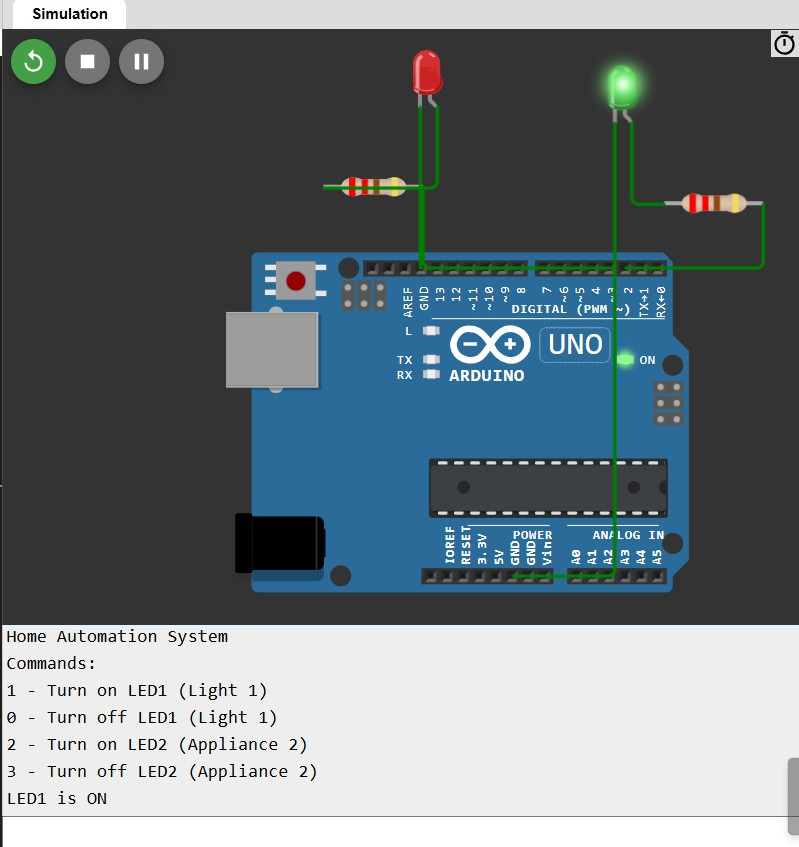 Simulation
AREF
GND
13
12
~11
~10
~9
8
7
~6
~5
4
~3
2
TX→1
RX←0
DIGITAL (PWM ~)
L
TX
RX
UNO
ON
ARDUINO
IOREF
RESET
3.3V
5V
GND
GND
Vin
POWER
ANALOG IN
A0
A1
A2
A3
A4
A5
Home Automation System
Commands:
1 - Turn on LED1 (Light 1)
0 - Turn off LED1 (Light 1)
2 - Turn on LED2 (Appliance 2)
3 - Turn off LED2 (Appliance 2)
LED1 is ON